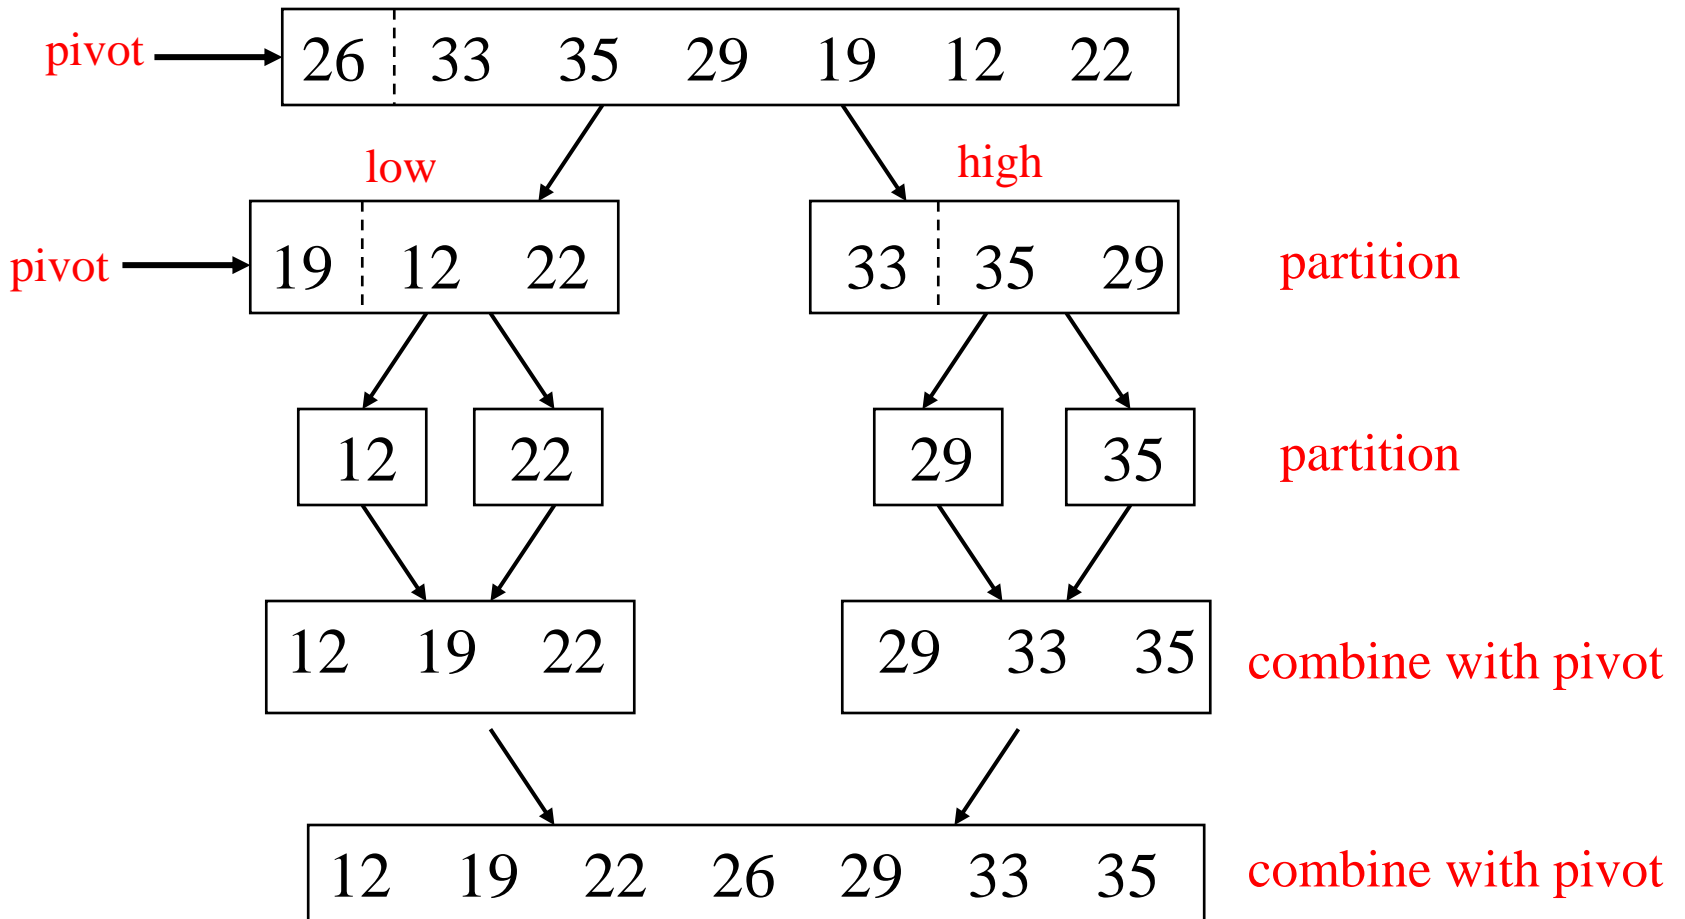 pivot 26 33 35 29 19 12 22
low high
pivot 19 12 22 33 35 29 partition
12 22 29 35 partition
12 19 22 29 33 35 combine with pivot
12 19 22 26 29 33 35 combine with pivot